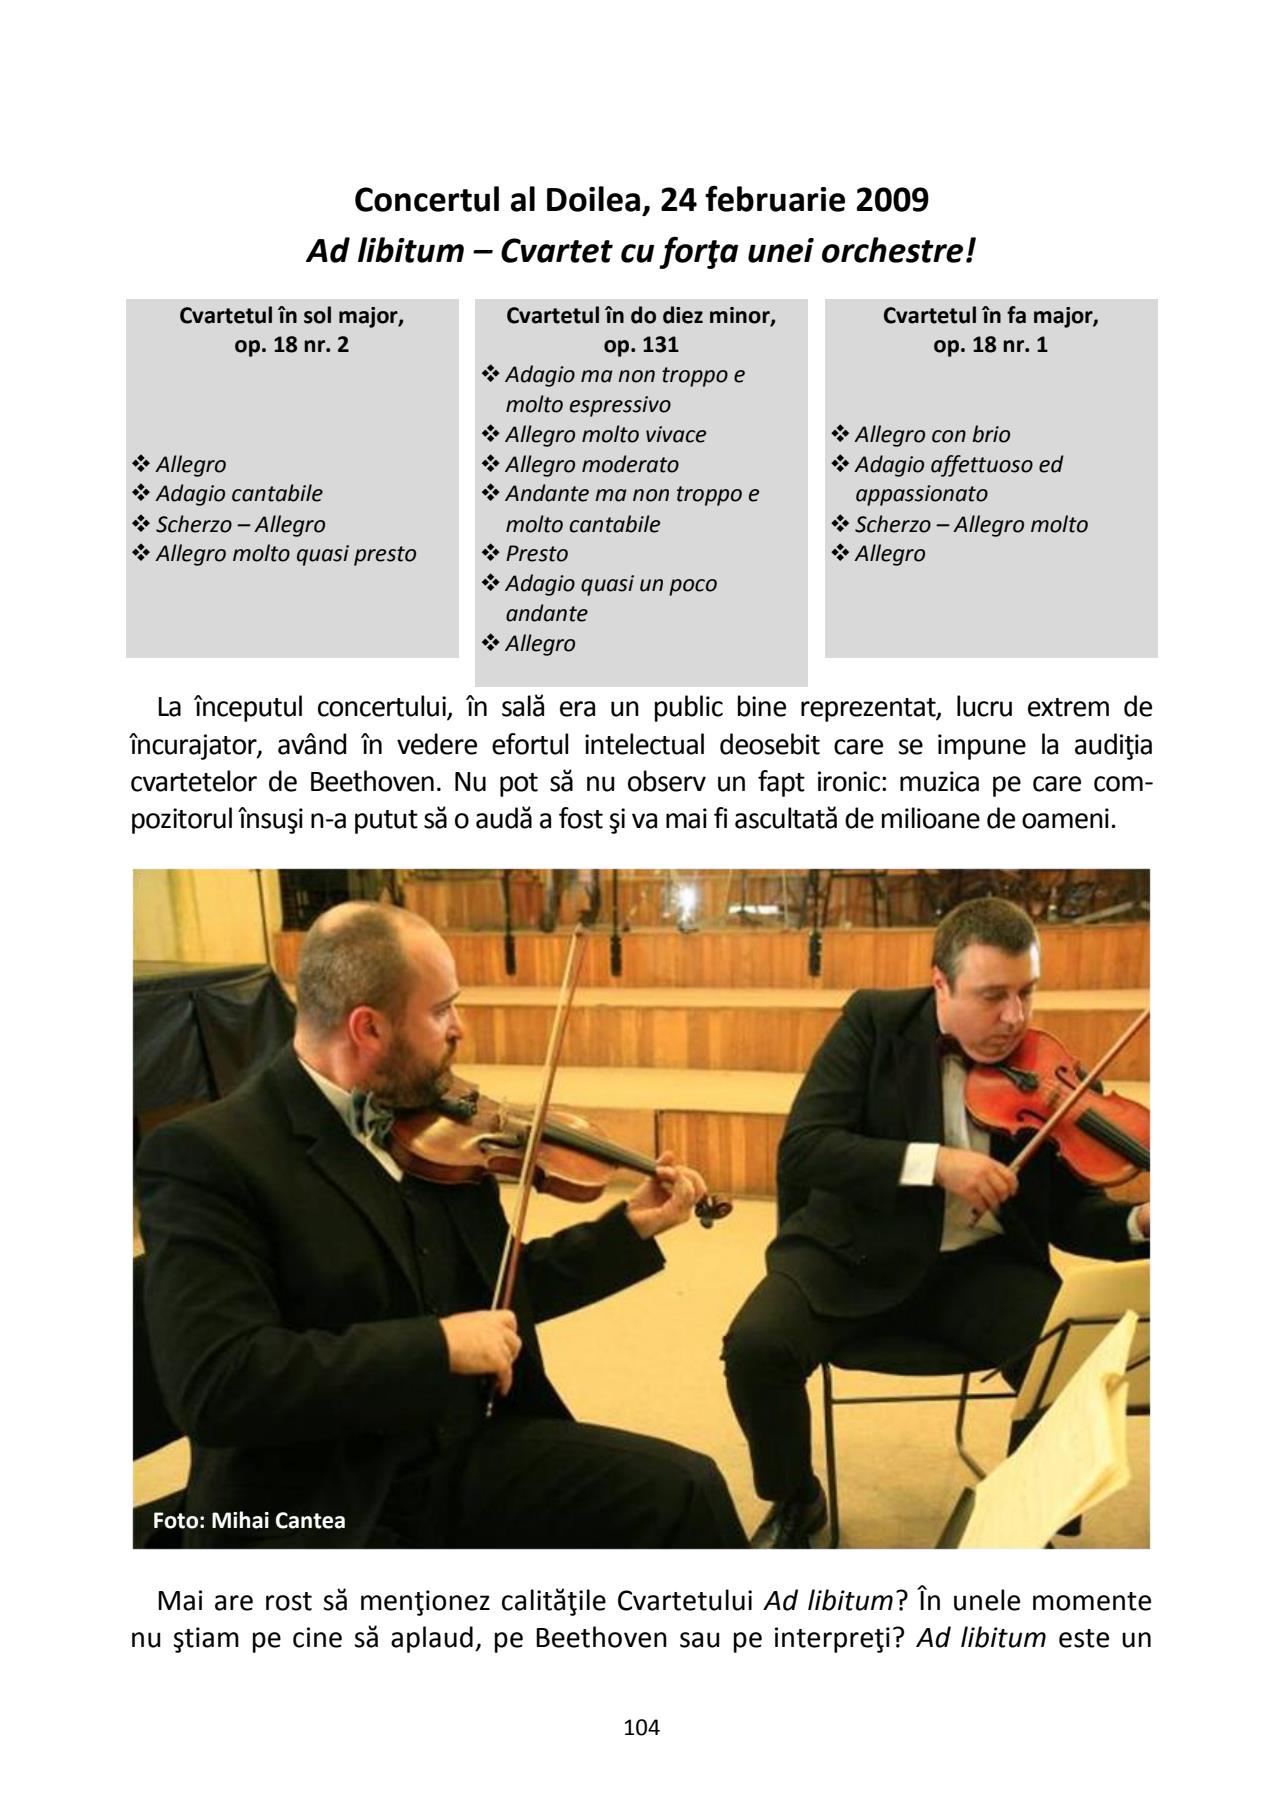 Concertul al Doilea, 24 februarie 2009
Ad libitum – Cvartet cu forţa unei orchestre!
Cvartetul în sol major,
op. 18 nr. 2
❖ Allegro
❖ Adagio cantabile
❖ Scherzo – Allegro
❖ Allegro molto quasi presto
Cvartetul în do diez minor,
op. 131
❖ Adagio ma non troppo e
molto espressivo
❖ Allegro molto vivace
❖ Allegro moderato
❖ Andante ma non troppo e
molto cantabile
❖ Presto
❖ Adagio quasi un poco
andante
❖ Allegro
Cvartetul în fa major,
op. 18 nr. 1
❖ Allegro con brio
❖ Adagio affettuoso ed
appassionato
❖ Scherzo – Allegro molto
❖ Allegro
La începutul concertului, în sală era un public bine reprezentat, lucru extrem de
încurajator, având în vedere efortul intelectual deosebit care se impune la audiţia
cvartetelor de Beethoven. Nu pot să nu observ un fapt ironic: muzica pe care com-
pozitorul însuşi n-a putut să o audă a fost şi va mai fi ascultată de milioane de oameni.
Foto: Mihai Cantea
Mai are rost să menţionez calităţile Cvartetului Ad libitum? În unele momente
nu ştiam pe cine să aplaud, pe Beethoven sau pe interpreţi? Ad libitum este un
104